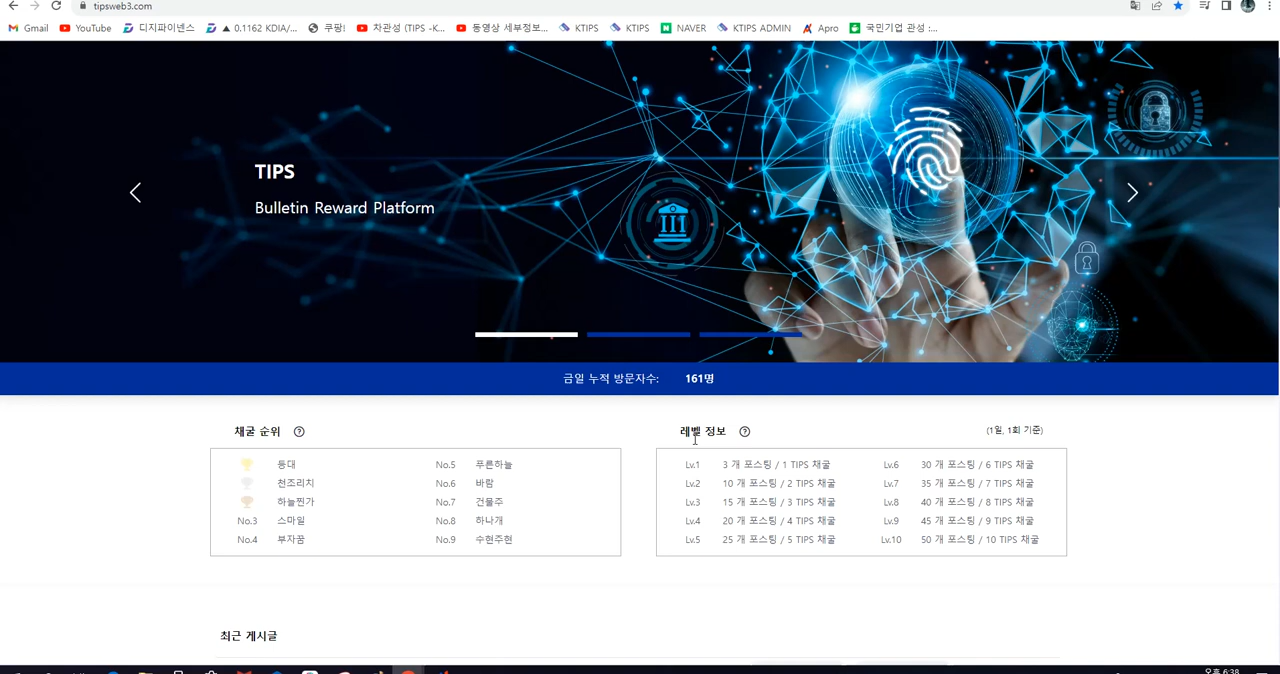 tipsweb3.com
Gmail YouTube 디지파이넌스 ▲ 0.1162 KDIA/... 쿠팡! 차관성 (TIPS -K... 동영상 세부정보... KTIPS KTIPS NAVER KTIPS ADMIN Apro 국민기업 관성 :...
TIPS
Bulletin Reward Platform
금일 누적 방문자수: 161명
채굴 순위 ?
등대 No.5 푸른하늘
천조리치 No.6 바람
하늘찐가 No.7 건물주
No.3 스마일 No.8 하나개
No.4 부자꿈 No.9 수현주현
레벨 정보 ? (1일, 1회 기준)
Lv.1 3 개 포스팅 / 1 TIPS 채굴 Lv.6 30 개 포스팅 / 6 TIPS 채굴
Lv.2 10 개 포스팅 / 2 TIPS 채굴 Lv.7 35 개 포스팅 / 7 TIPS 채굴
Lv.3 15 개 포스팅 / 3 TIPS 채굴 Lv.8 40 개 포스팅 / 8 TIPS 채굴
Lv.4 20 개 포스팅 / 4 TIPS 채굴 Lv.9 45 개 포스팅 / 9 TIPS 채굴
Lv.5 25 개 포스팅 / 5 TIPS 채굴 Lv.10 50 개 포스팅 / 10 TIPS 채굴
최근 게시글
오후 6:38